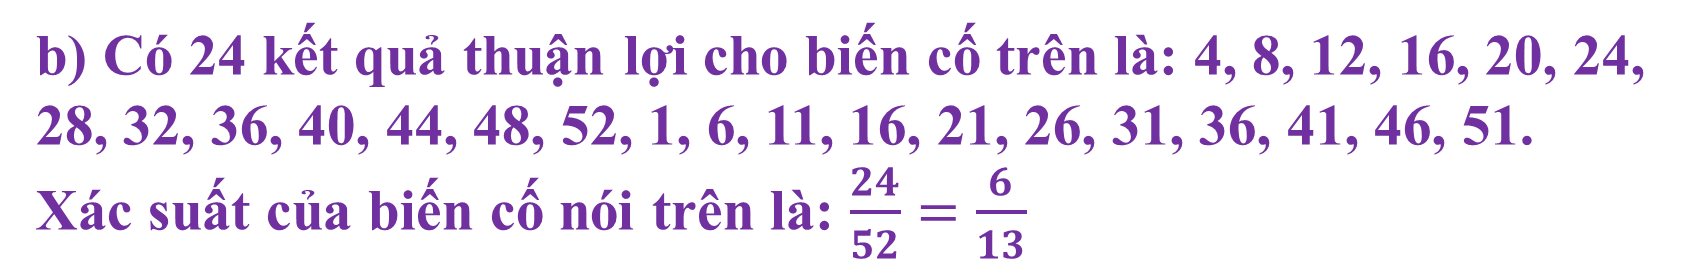 b) Có 24 kết quả thuận lợi cho biến cố trên là: 4, 8, 12, 16, 20, 24,
28, 32, 36, 40, 44, 48, 52, 1, 6, 11, 16, 21, 26, 31, 36, 41, 46, 51.
Xác suất của biến cố nói trên là: 24/52 = 6/13